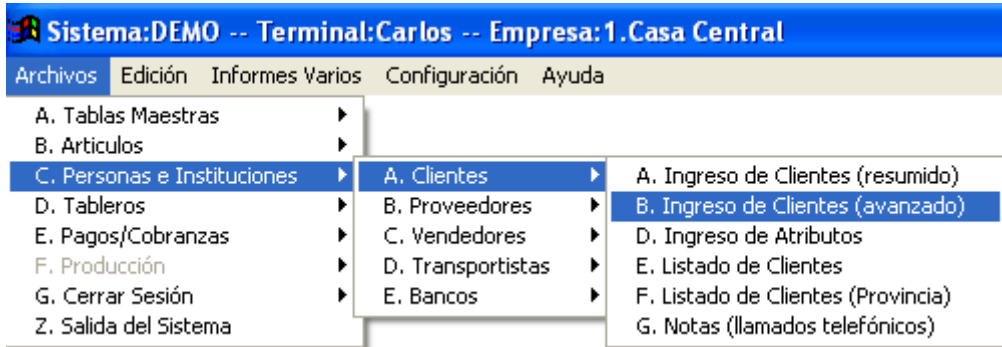 Sistema:DEMO -- Terminal:Carlos -- Empresa:1.Casa Central
Archivos Edición Informes Varios Configuración Ayuda
A. Tablas Maestras
B. Articulos
C. Personas e Instituciones
D. Tableros
E. Pagos/Cobranzas
F. Producción
G. Cerrar Sesión
Z. Salida del Sistema
A. Clientes
B. Proveedores
C. Vendedores
D. Transportistas
E. Bancos
A. Ingreso de Clientes (resumido)
B. Ingreso de Clientes (avanzado)
D. Ingreso de Atributos
E. Listado de Clientes
F. Listado de Clientes (Provincia)
G. Notas (llamados telefónicos)